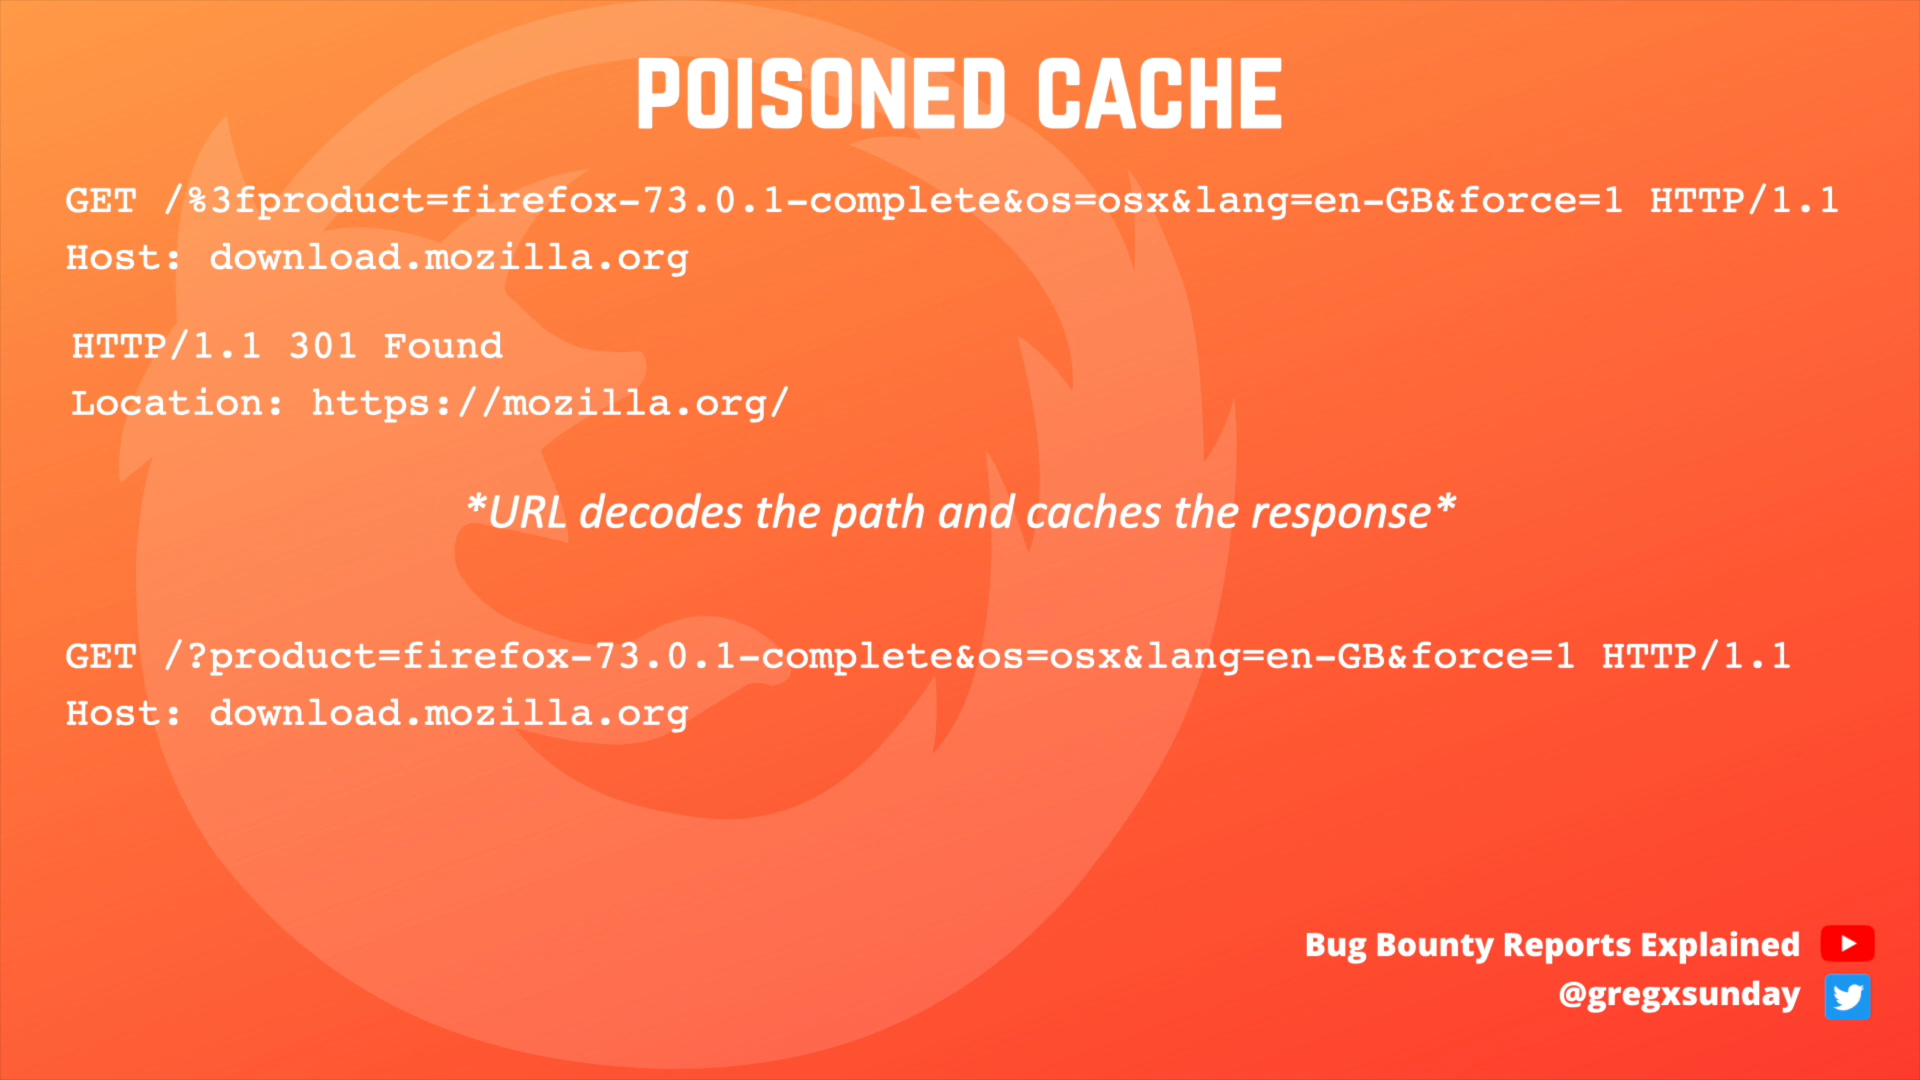 POISONED CACHE
GET /%3fproduct=firefox-73.0.1-complete&os=osx&lang=en-GB&force=1 HTTP/1.1
Host: download.mozilla.org
HTTP/1.1 301 Found
Location: https://mozilla.org/
*URL decodes the path and caches the response*
GET /?product=firefox-73.0.1-complete&os=osx&lang=en-GB&force=1 HTTP/1.1
Host: download.mozilla.org
Bug Bounty Reports Explained
@gregxsunday